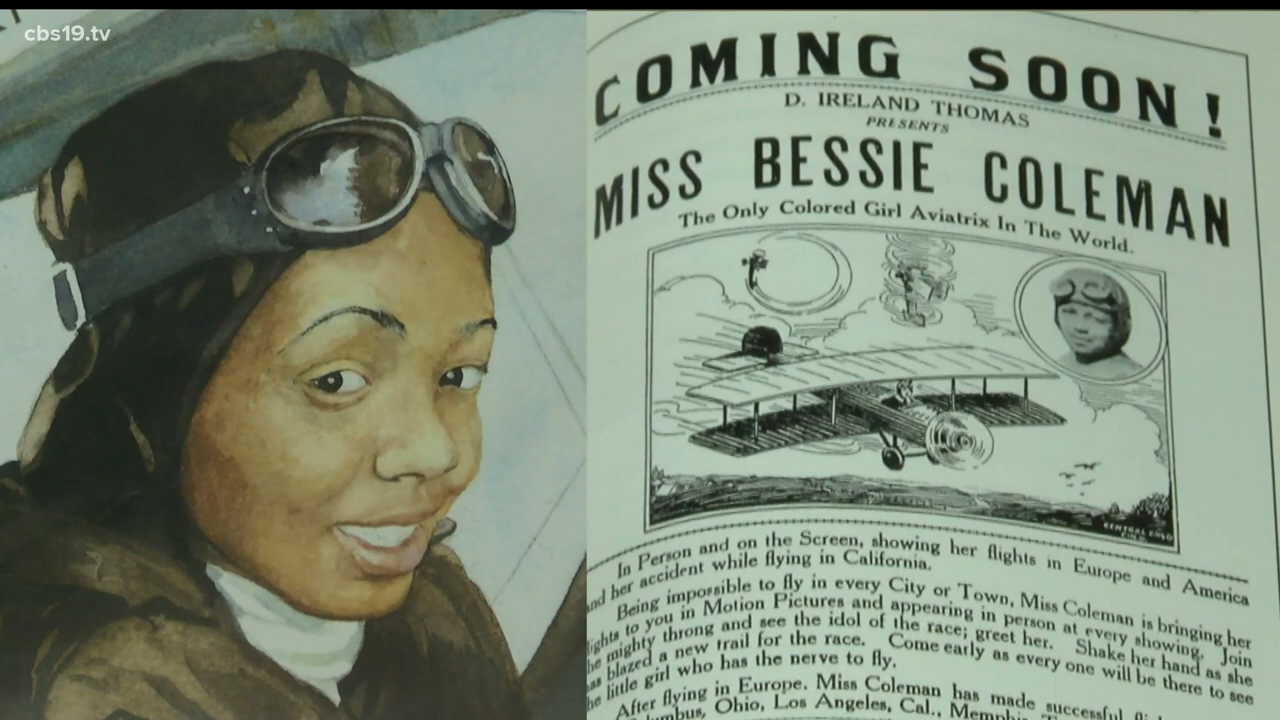 cbs19.tv
COMING SOON!
D. IRELAND THOMAS
PRESENTS
MISS BESSIE COLEMAN
The Only Colored Girl Aviatrix In The World.
In Person and on the Screen, showing her flights in Europe and America
and her accident while flying in California.
Being impossible to fly in every City or Town, Miss Coleman is bringing her
ights to you in Motion Pictures and appearing in person at every showing. Join
he mighty throng and see the idol of the race; greet her. Shake her hand as she
as blazed a new trail for the race. Come early as every one will be there to see
he little girl who has the nerve to fly.
After flying in Europe, Miss Coleman has made successful
Columbus, Ohio, Los Angeles, Cal., Memphis,